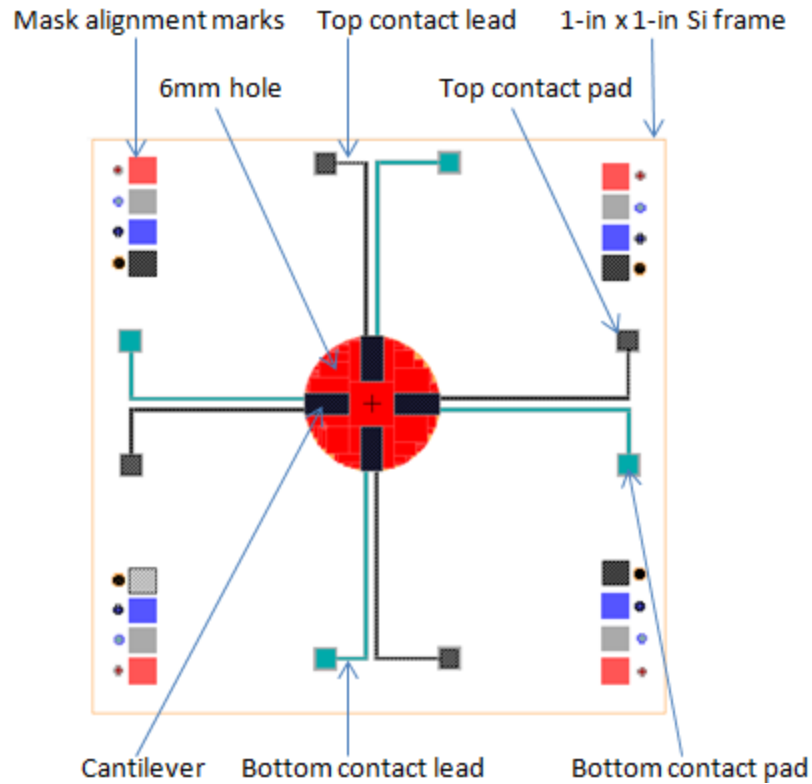 Mask alignment marks
Top contact lead
1-in x 1-in Si frame
6mm hole
Top contact pad
Cantilever
Bottom contact lead
Bottom contact pad